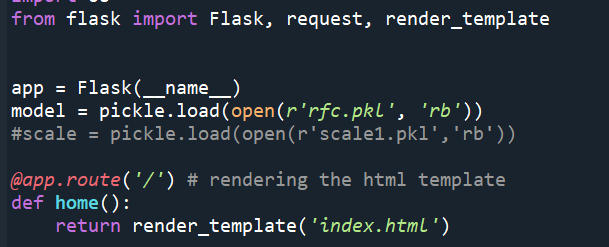 from flask import Flask, request, render_template
app = Flask(__name__)
model = pickle.load(open(r'rfc.pkl', 'rb'))
#scale = pickle.load(open(r'scale1.pkl','rb'))
@app.route('/') # rendering the html template
def home():
    return render_template('index.html')